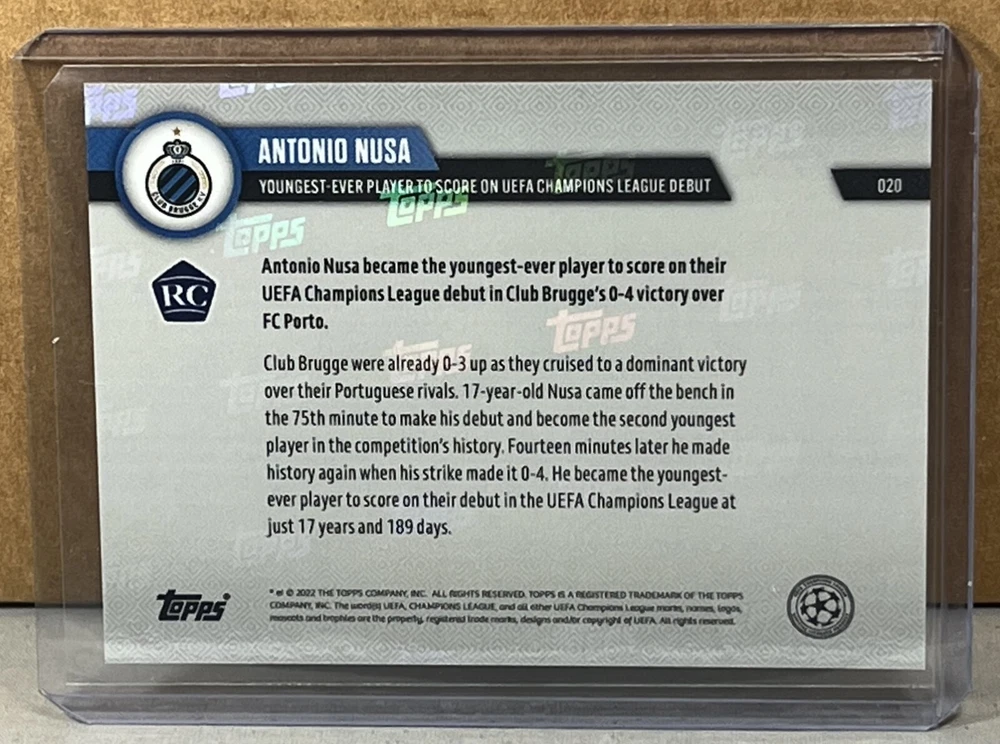 ANTONIO NUSA
YOUNGEST-EVER PLAYER TO SCORE ON UEFA CHAMPIONS LEAGUE DEBUT
020
CLUB BRUGGE K.V
RC
Antonio Nusa became the youngest-ever player to score on their
UEFA Champions League debut in Club Brugge's 0-4 victory over
FC Porto.
Club Brugge were already 0-3 up as they cruised to a dominant victory
over their Portuguese rivals. 17-year-old Nusa came off the bench in
the 75th minute to make his debut and become the second youngest
player in the competition's history. Fourteen minutes later he made
history again when his strike made it 0-4. He became the youngest-
ever player to score on their debut in the UEFA Champions League at
just 17 years and 189 days.
Topps
* ® © 2022 THE TOPPS COMPANY, INC. ALL RIGHTS RESERVED. TOPPS IS A REGISTERED TRADEMARK OF THE TOPPS
COMPANY, INC. The word(s) UEFA, CHAMPIONS LEAGUE, and all other UEFA Champions League marks, names, logos,
mascots and trophies are the property, registered trade marks, designs and/or copyright of UEFA. All rights reserved.